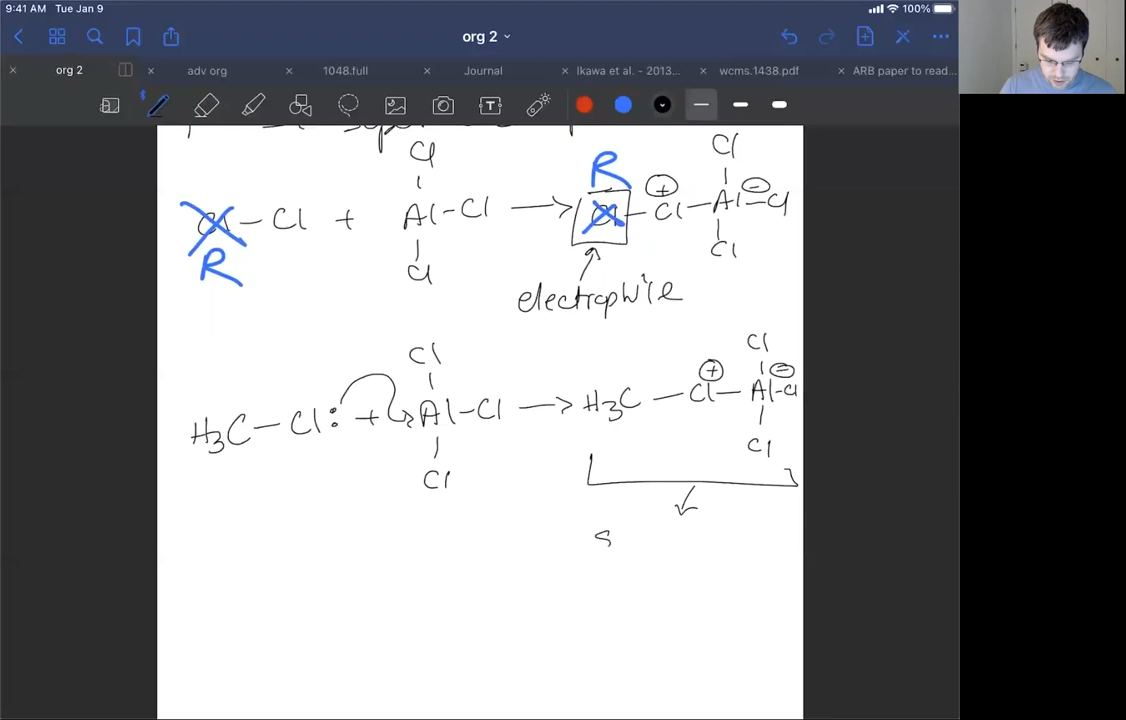 9:41 AM Tue Jan 9 100%
org 2
org 2 adv org 1048.full Journal Ikawa et al. - 2013... wcms.1438.pdf ARB paper to read...
Cl R Cl
Cl — Cl + Al — Cl → Cl — Cl ⊕ — Al ⊖ — Cl
R Cl Cl
electrophile
Cl Cl
H3C — Cl: + Al — Cl → H3C — Cl ⊕ — Al ⊖ — Cl
Cl Cl
s